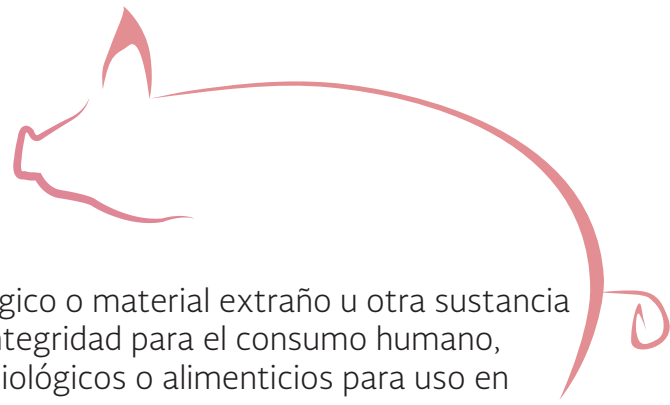 gico o material extraño u otra sustancia
ntegridad para el consumo humano,
iológicos o alimenticios para uso en